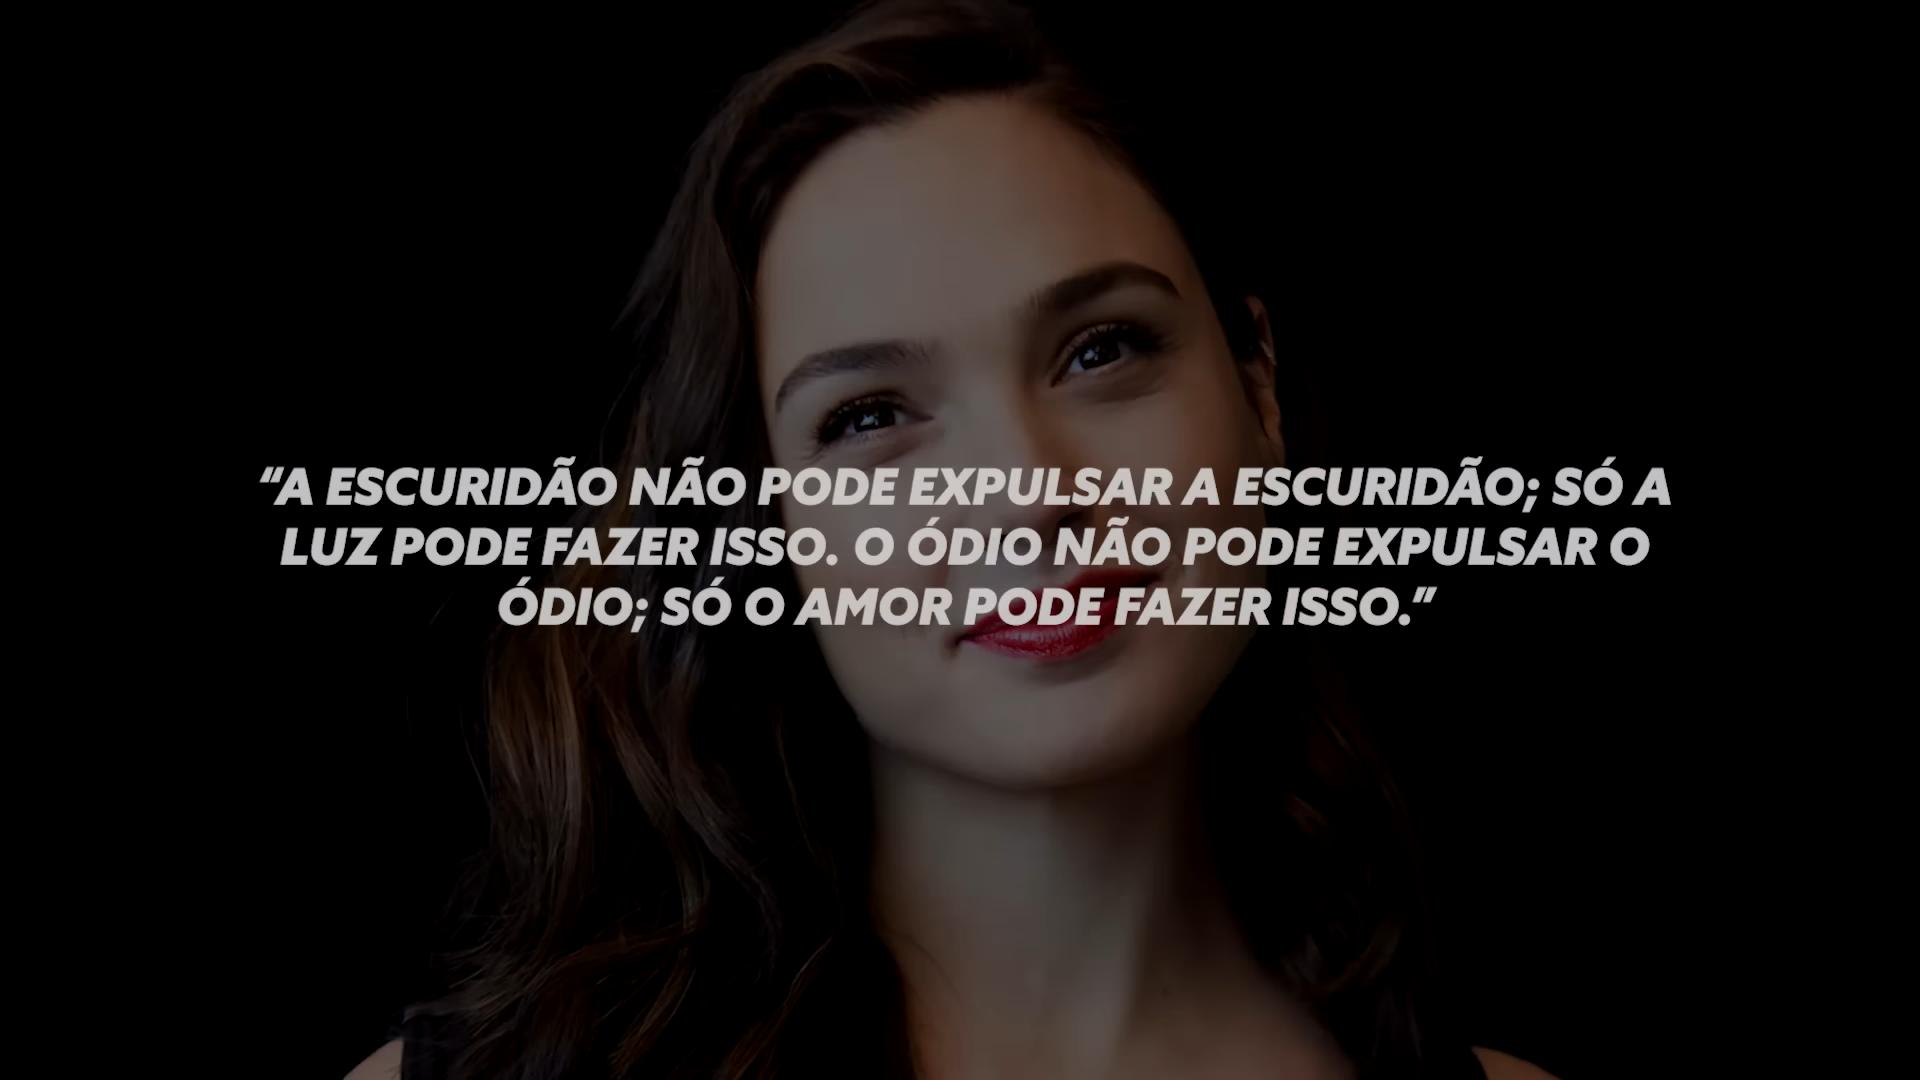 “A ESCURIDÃO NÃO PODE EXPULSAR A ESCURIDÃO; SÓ A
LUZ PODE FAZER ISSO. O ÓDIO NÃO PODE EXPULSAR O
ÓDIO; SÓ O AMOR PODE FAZER ISSO.”